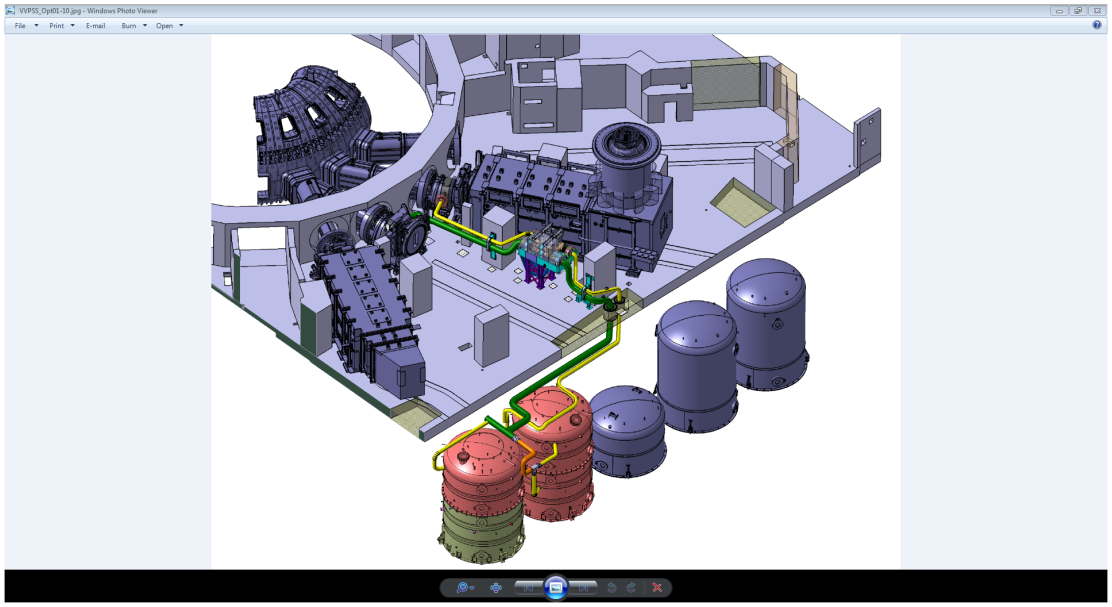 VVPSS_Opt01-10.jpg - Windows Photo Viewer
File Print E-mail Burn Open